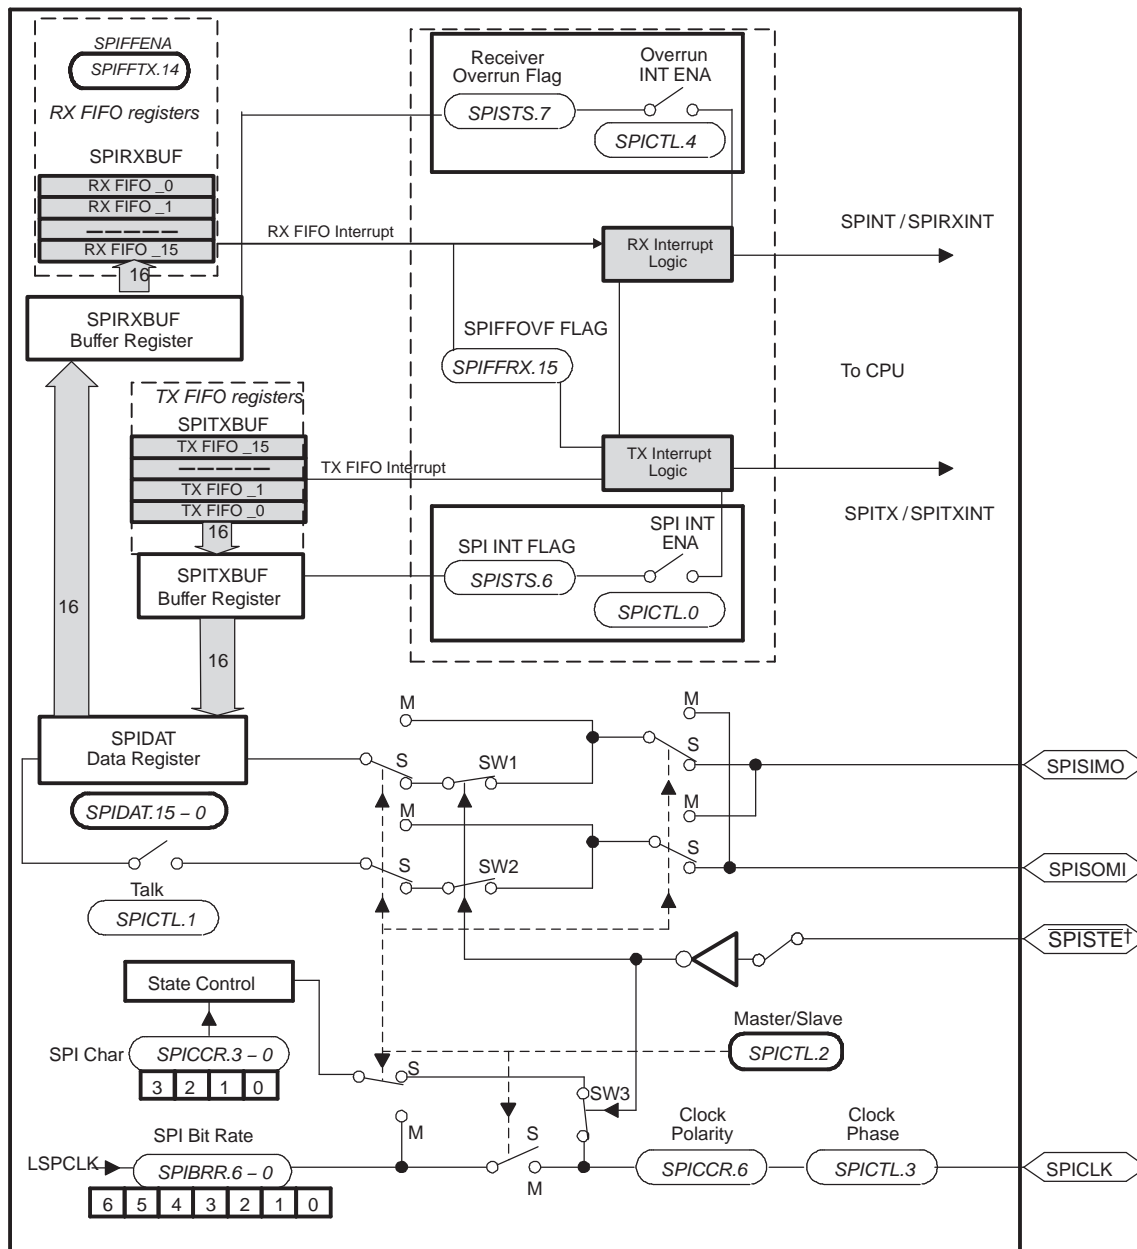 SPIFFENA
SPIFFTX.14
RX FIFO registers
SPIRXBUF
RX FIFO _0
RX FIFO _1
RX FIFO _15
16
SPIRXBUF
Buffer Register
Receiver
Overrun Flag
SPISTS.7
Overrun
INT ENA
SPICTL.4
RX FIFO Interrupt
RX Interrupt
Logic
SPINT / SPIRXINT
SPIFFOVF FLAG
SPIFFRX.15
To CPU
TX FIFO registers
SPITXBUF
TX FIFO _15
TX FIFO _1
TX FIFO _0
16
TX FIFO Interrupt
TX Interrupt
Logic
SPITX / SPITXINT
SPITXBUF
Buffer Register
SPI INT FLAG
SPISTS.6
SPI INT
ENA
SPICTL.0
16
16
SPIDAT
Data Register
SPIDAT.15 – 0
M
S
SW1
M
S
SPISIMO
M
S
SW2
M
S
SPISOMI
Talk
SPICTL.1
SPISTE†
State Control
Master/Slave
SPICTL.2
SPI Char
SPICCR.3 – 0
3 2 1 0
S
M
SW3
SPI Bit Rate
LSPCLK
SPIBRR.6 – 0
6 5 4 3 2 1 0
S
M
Clock
Polarity
SPICCR.6
Clock
Phase
SPICTL.3
SPICLK